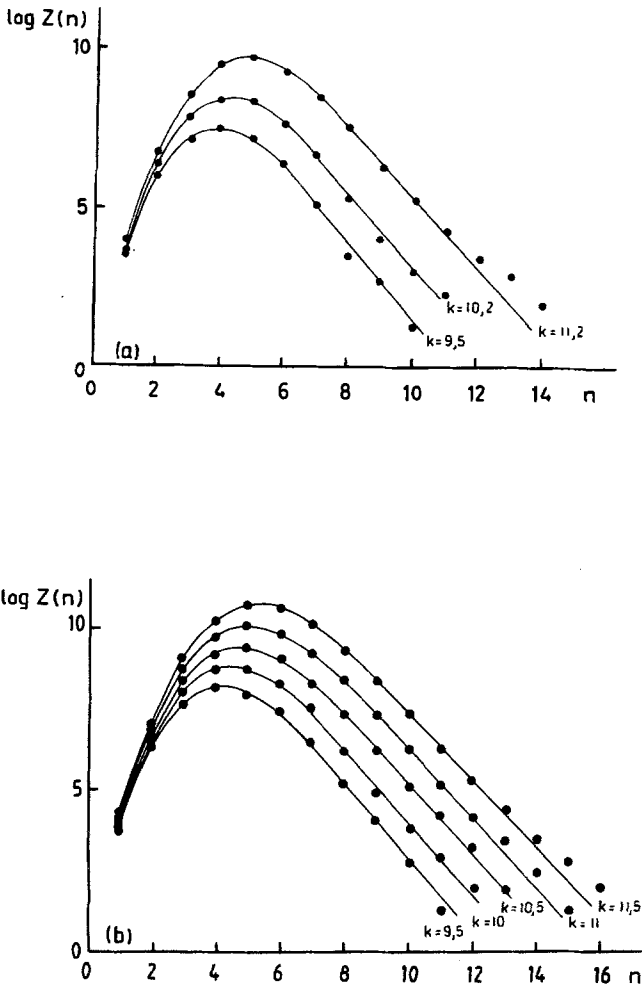 log Z(n)
10
5
0
(a)
k=10,2
k=9,5
k=11,2
0 2 4 6 8 10 12 14 n
log Z(n)
10
5
0
(b)
k=9,5
k=10
k=10,5
k=11
k=11,5
0 2 4 6 8 10 12 14 16 n